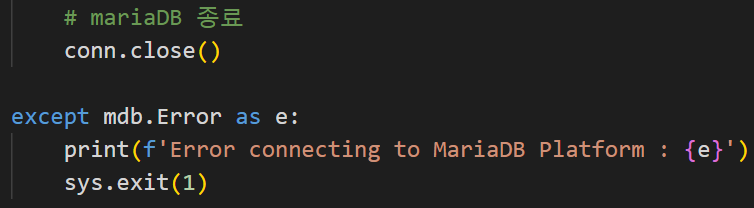 # mariaDB 종료
conn.close()
except mdb.Error as e:
print(f'Error connecting to MariaDB Platform : {e}')
sys.exit(1)